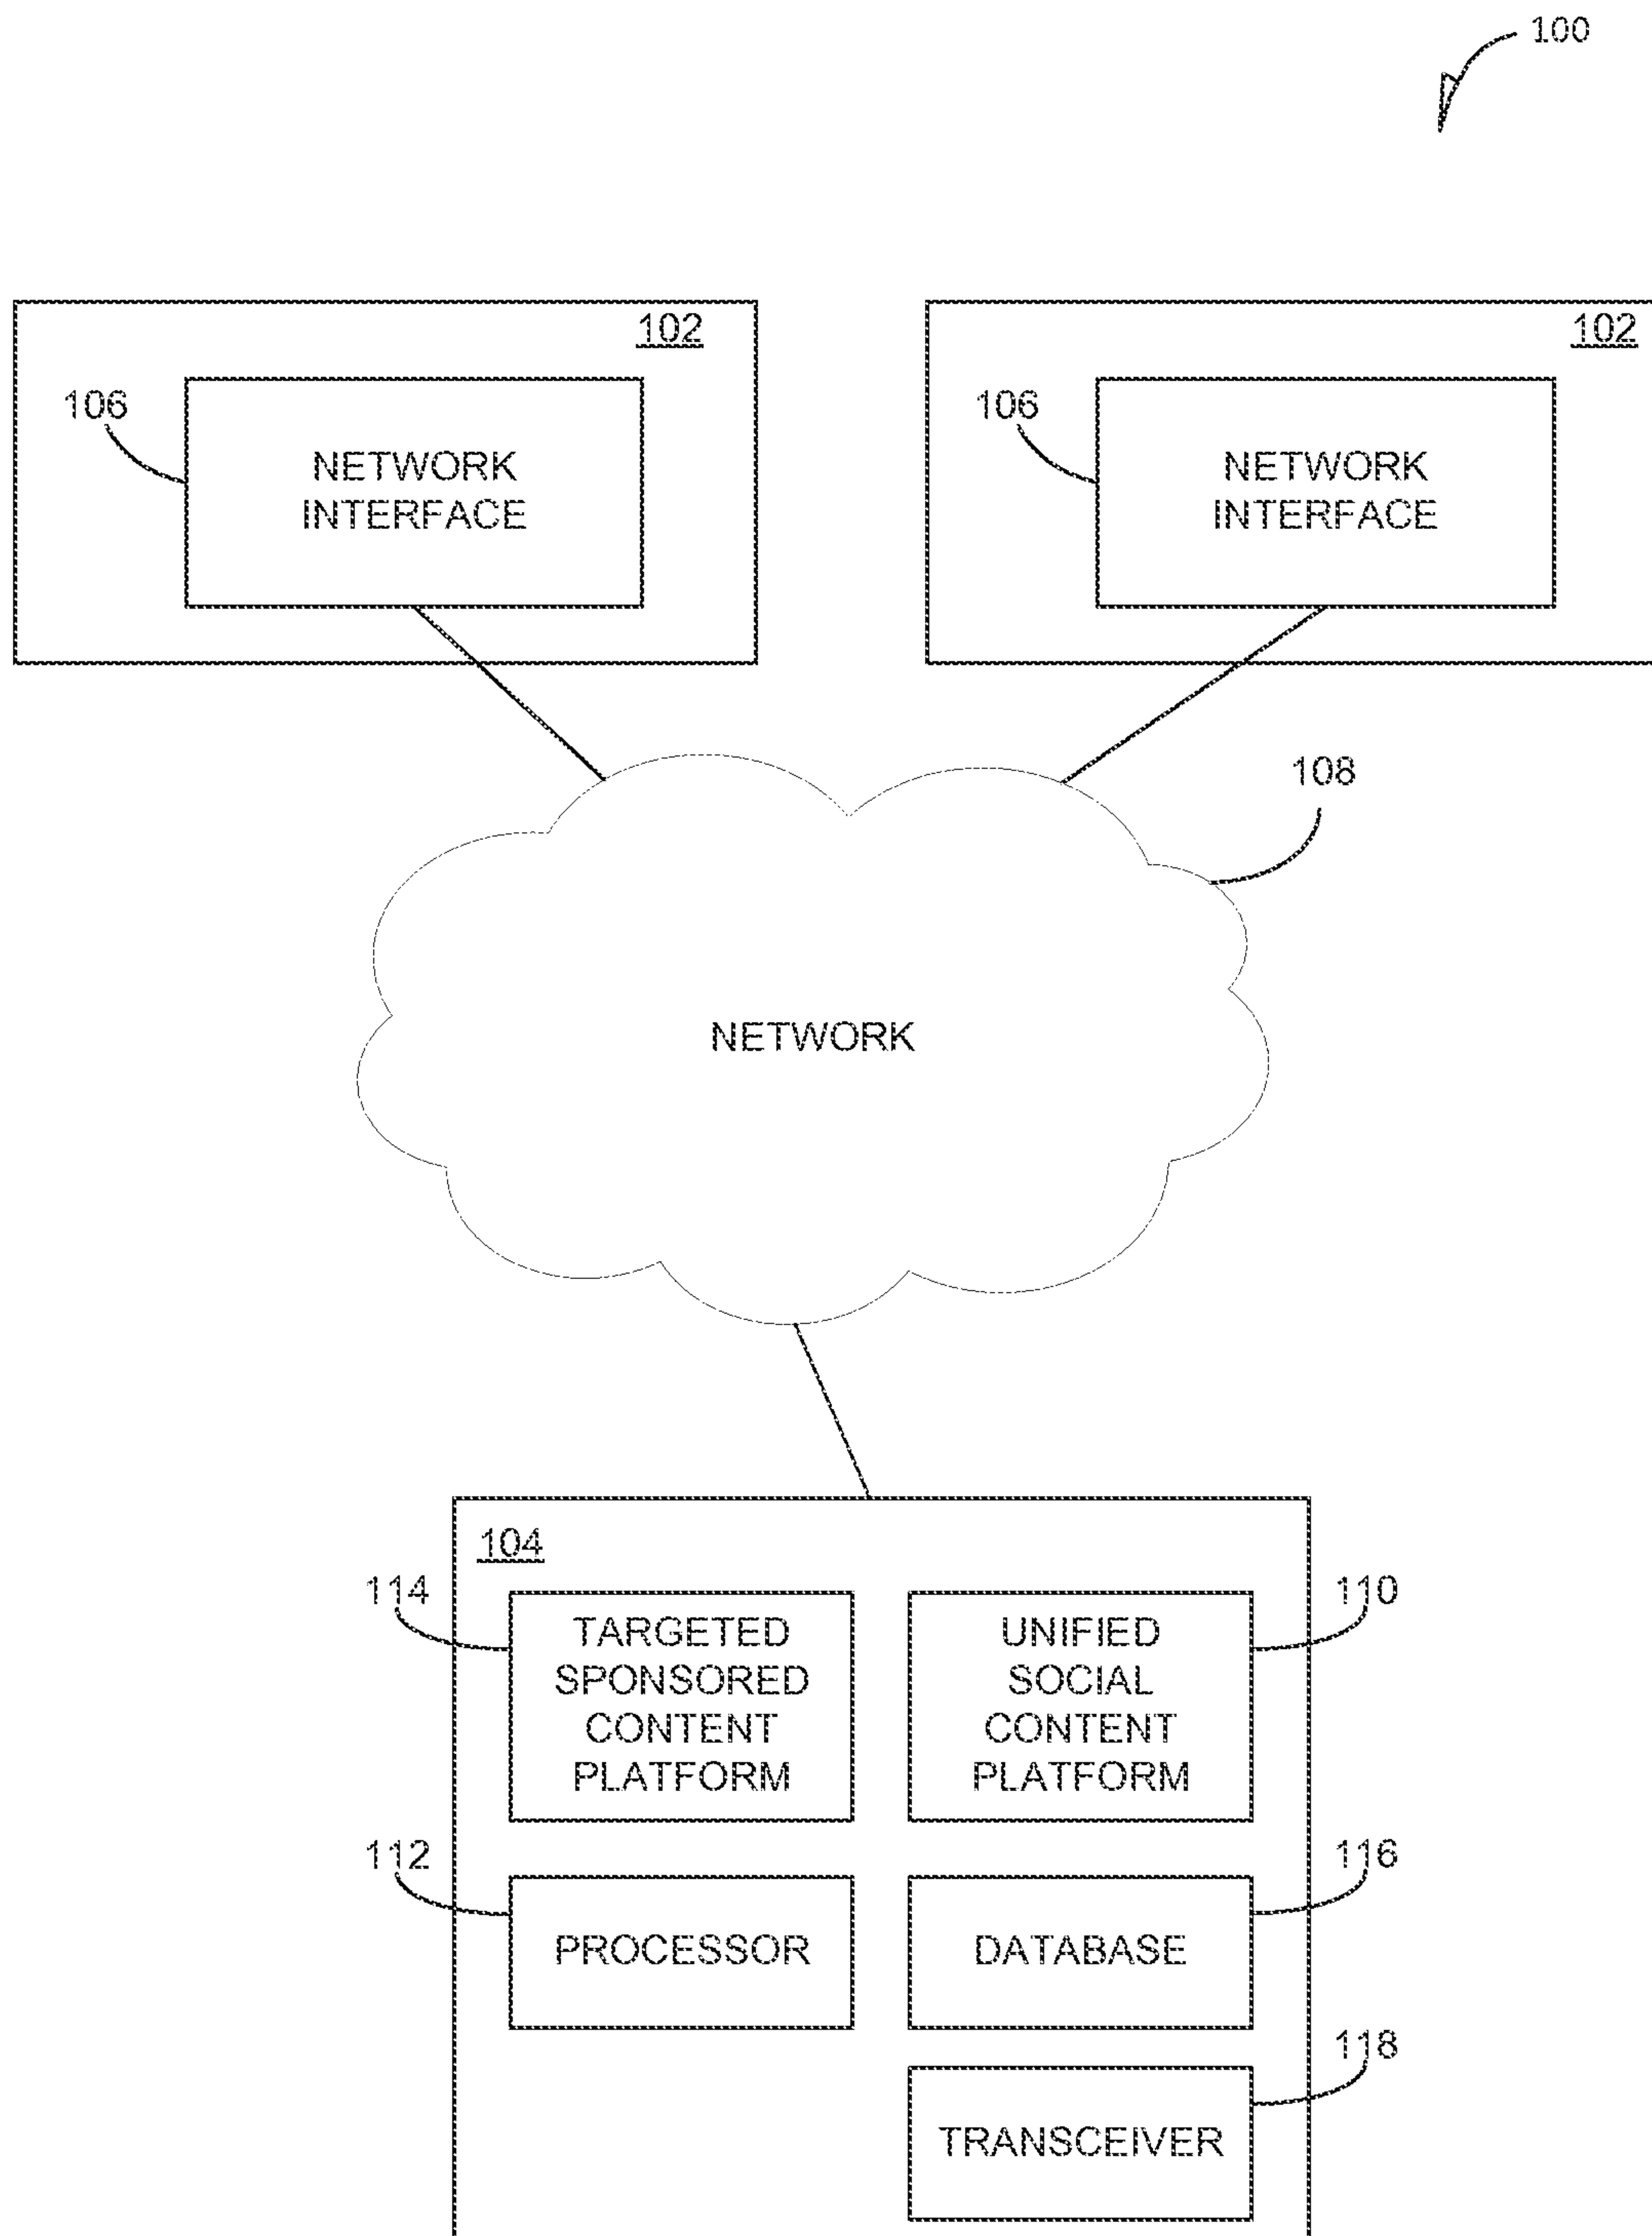 100
102
102
106
NETWORK
INTERFACE
106
NETWORK
INTERFACE
108
NETWORK
104
114
TARGETED
SPONSORED
CONTENT
PLATFORM
110
UNIFIED
SOCIAL
CONTENT
PLATFORM
112
PROCESSOR
116
DATABASE
118
TRANSCEIVER